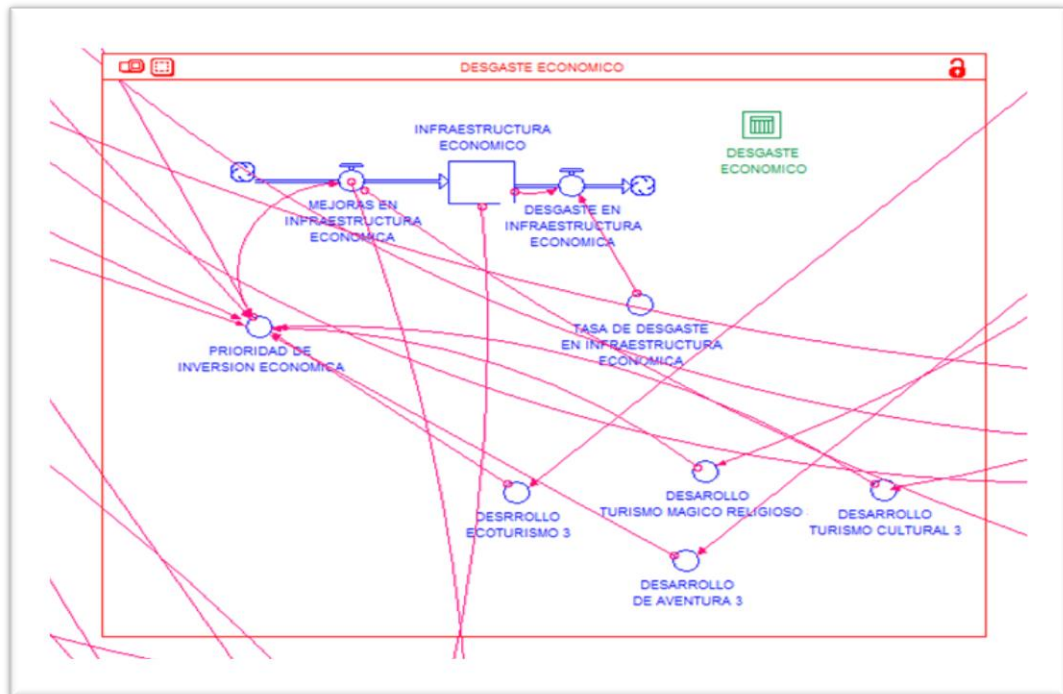 DESGASTE ECONOMICO
INFRAESTRUCTURA
ECONOMICO
DESGASTE
ECONOMICO
MEJORAS EN
INFRAESTRUCTURA
ECONOMICA
DESGASTE EN
INFRAESTRUCTURA
ECONOMICA
TASA DE DESGASTE
EN INFRAESTRUCTURA
ECONOMICA
PRIORIDAD DE
INVERSION ECONOMICA
DESRROLLO
ECOTURISMO 3
DESAROLLO
TURISMO MAGICO RELIGIOSO
DESARROLLO
TURISMO CULTURAL 3
DESARROLLO
DE AVENTURA 3